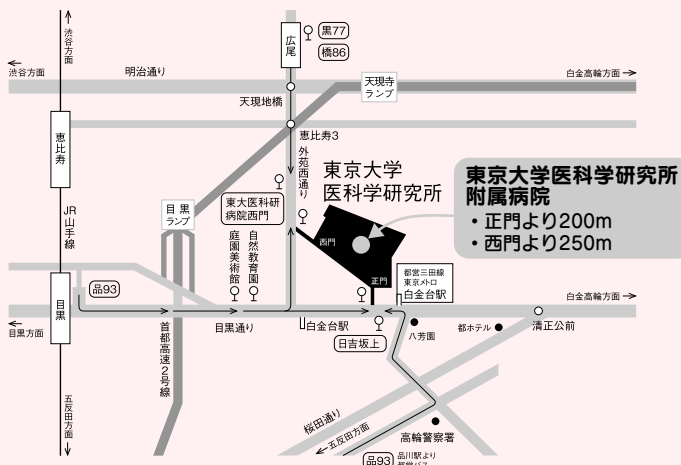 渋谷方面
渋谷方面
明治通り
広尾
黒77
橋86
天現寺
ランプ
白金高輪方面
天現地橋
恵比寿
恵比寿3
外苑西通り
東京大学
医科学研究所
東京大学医科学研究所
附属病院
・正門より200m
・西門より250m
JR山手線
目黒
ランプ
東大医科研
病院西門
庭園美術館
自然教育園
西門
正門
都営三田線
東京メトロ
白金台駅
品93
目黒
目黒方面
首都高速2号線
目黒通り
白金台駅
日吉坂上
八芳園
都ホテル
清正公前
白金高輪方面
五反田方面
桜田通り
五反田方面
高輪警察署
品93
品川駅より
都営バス